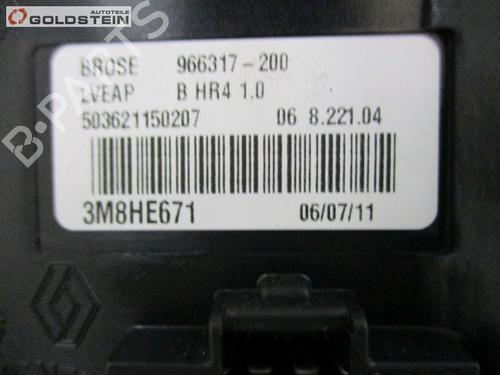 Autoteile
GOLDSTEIN
B-PARTS
BROSE 966317-200
2VEAP B HR4 1.0
503621150207 06 8.221.04
3M8HE671 06/07/11